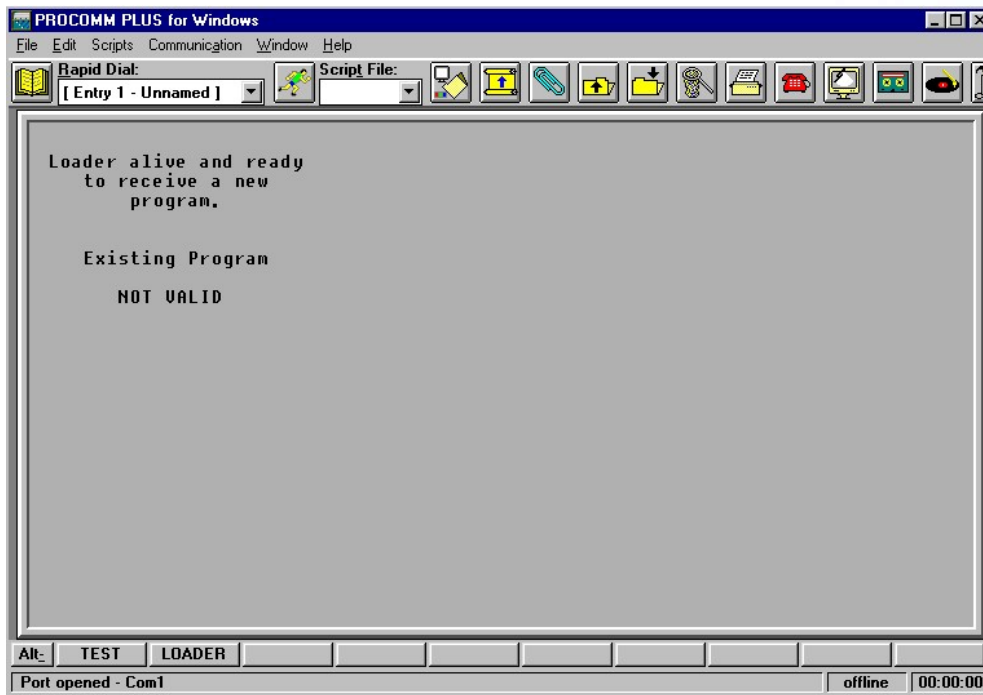 PROCOMM PLUS for Windows
File Edit Scripts Communication Window Help
Rapid Dial:
[ Entry 1 - Unnamed ]
Script File:
Loader alive and ready
to receive a new
program.
Existing Program
NOT VALID
Alt- TEST LOADER
Port opened - Com1 offline 00:00:00